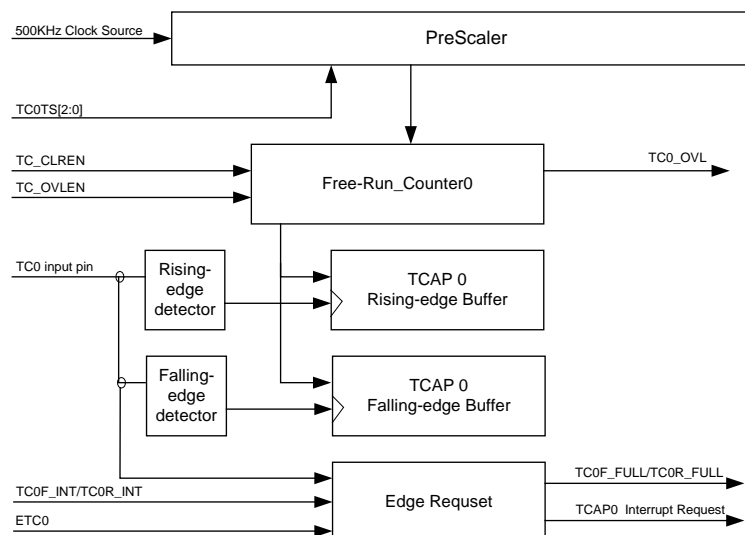 500KHz Clock Source
PreScaler
TC0TS[2:0]
TC_CLREN
TC_OVLEN
Free-Run_Counter0
TC0_OVL
TC0 input pin
Rising-
edge
detector
TCAP 0
Rising-edge Buffer
Falling-
edge
detector
TCAP 0
Falling-edge Buffer
TC0F_INT/TC0R_INT
ETC0
Edge Requset
TC0F_FULL/TC0R_FULL
TCAP0 Interrupt Request